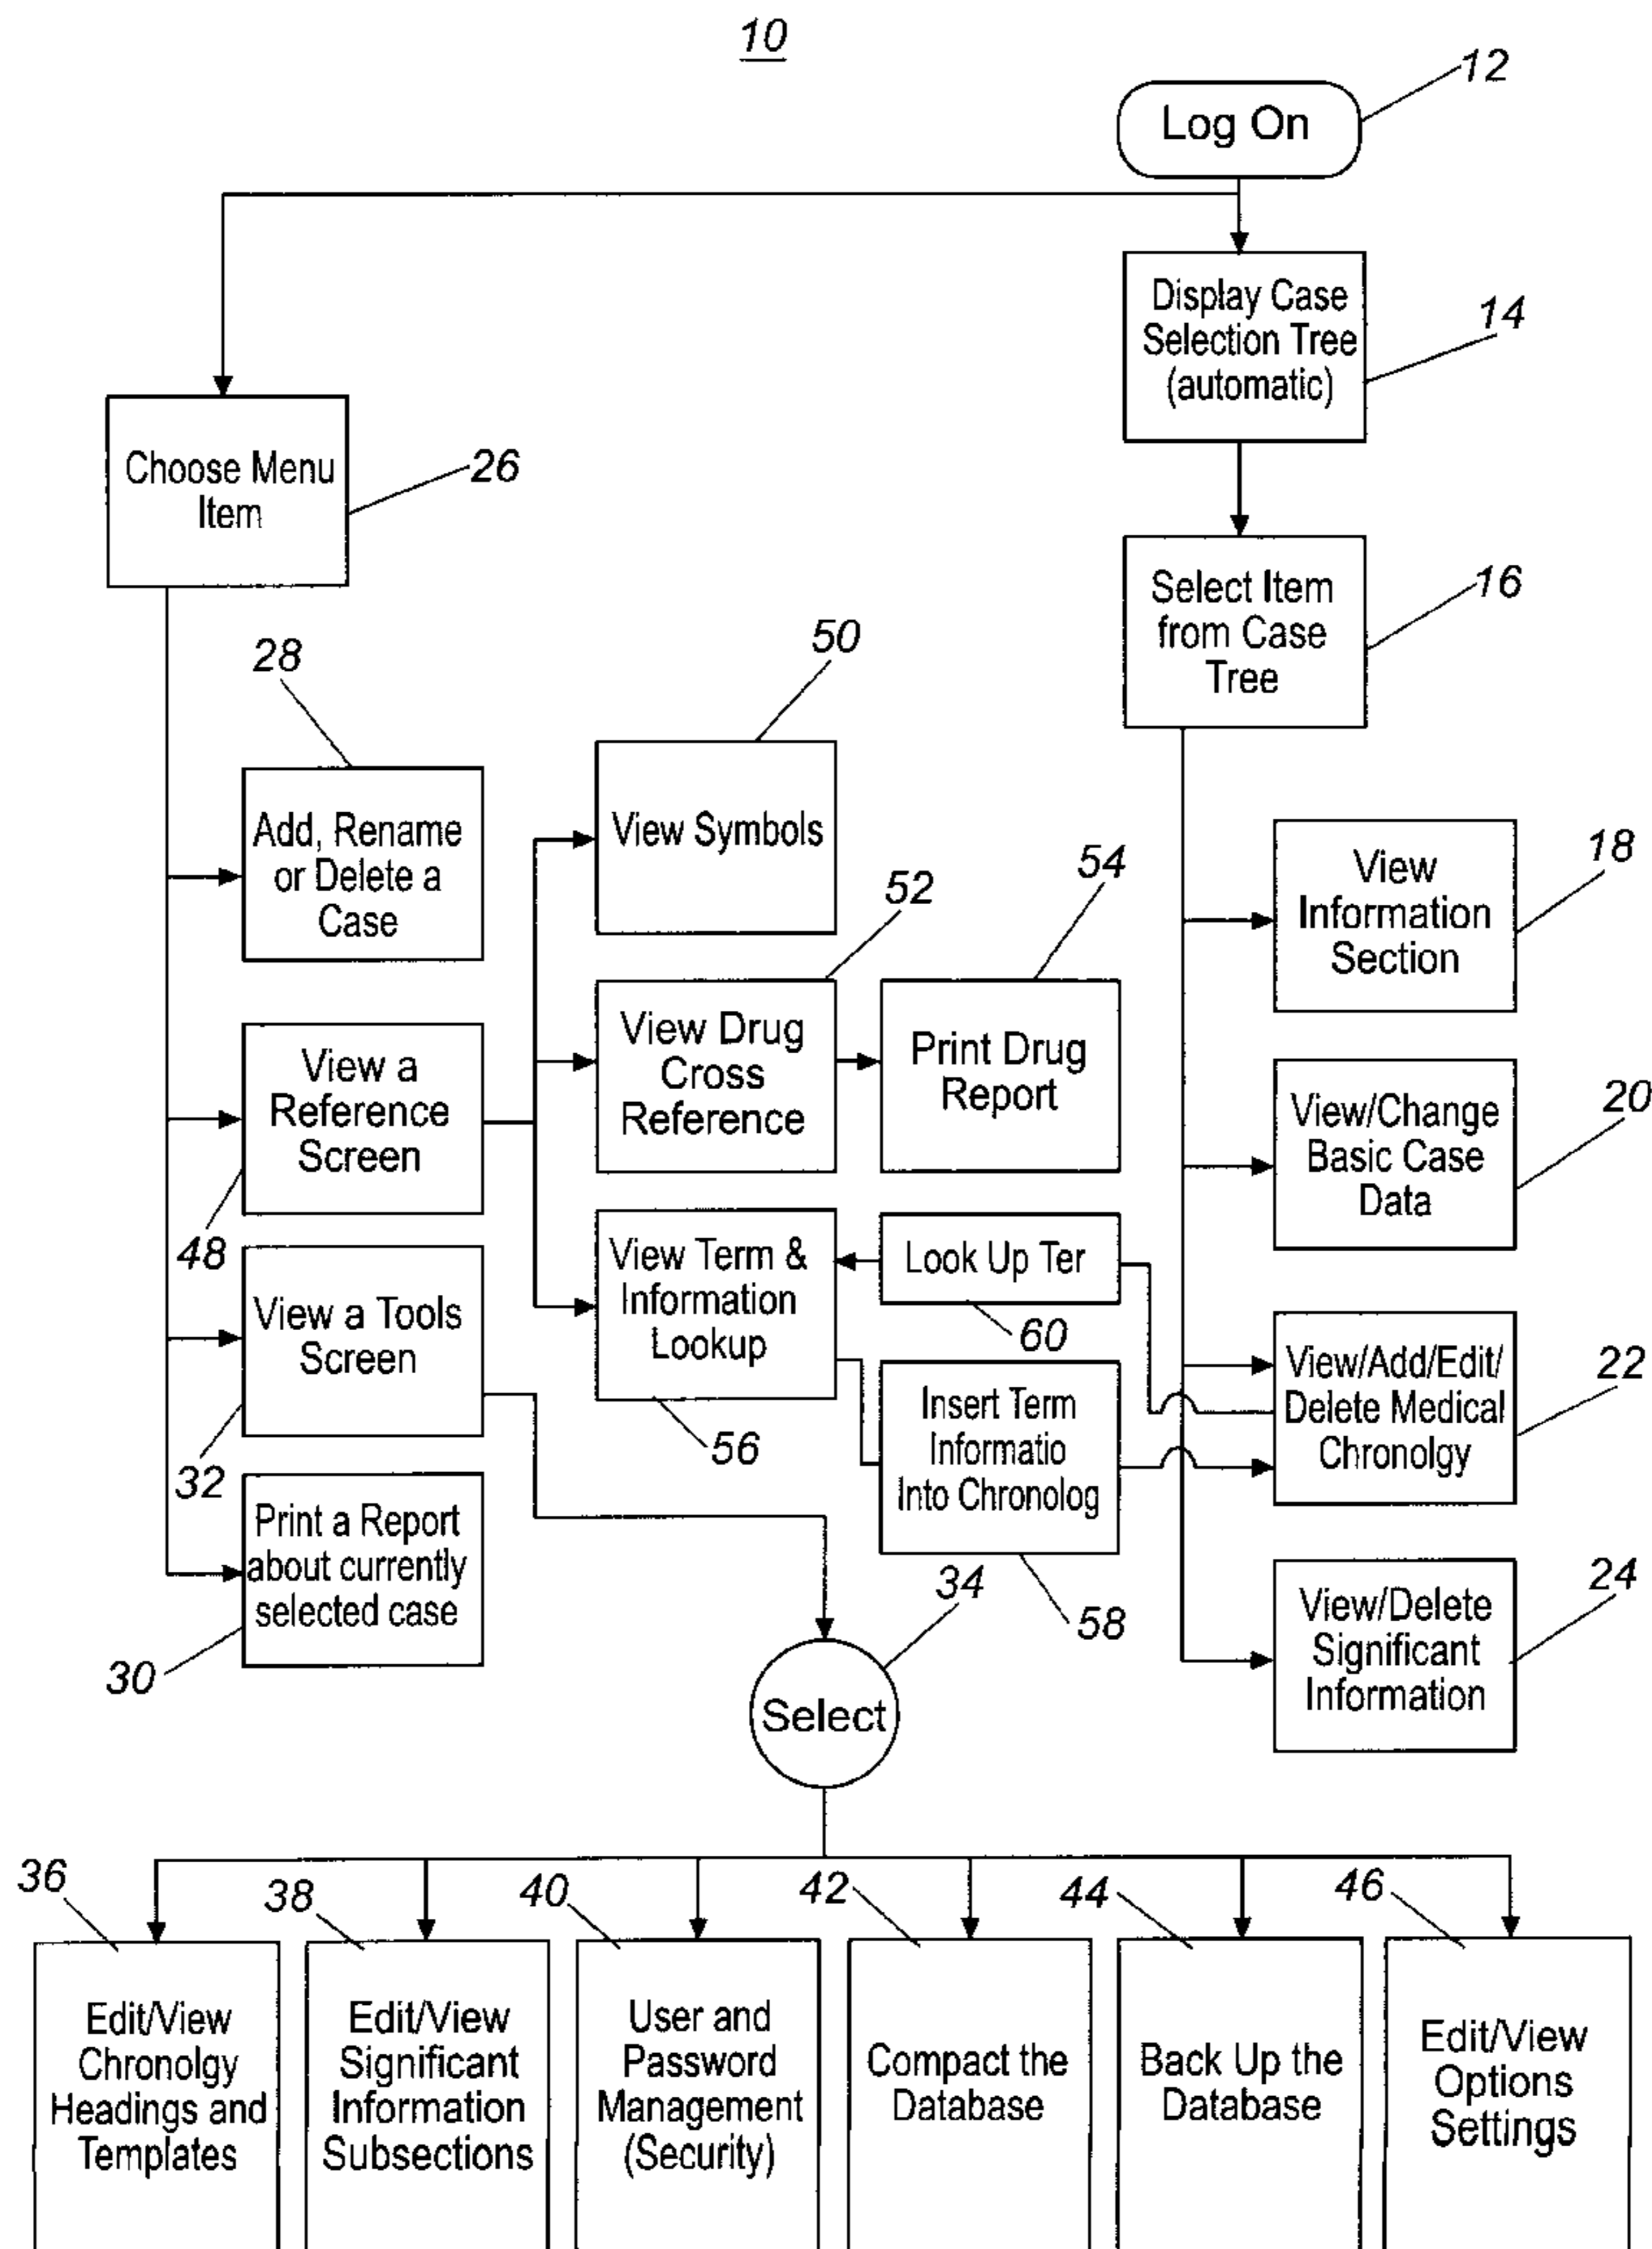 10
12
Log On
Display Case
Selection Tree
(automatic)
14
Choose Menu
Item
26
Select Item
from Case
Tree
16
28
Add, Rename
or Delete a
Case
50
View Symbols
View
Information
Section
18
52
View Drug
Cross
Reference
54
Print Drug
Report
View a
Reference
Screen
48
View/Change
Basic Case
Data
20
View Term &
Information
Lookup
56
Look Up Ter
60
View a Tools
Screen
32
Insert Term
Informatio
Into Chronolog
58
View/Add/Edit/
Delete Medical
Chronolgy
22
Print a Report
about currently
selected case
30
34
Select
View/Delete
Significant
Information
24
36
Edit/View
Chronolgy
Headings and
Templates
38
Edit/View
Significant
Information
Subsections
40
User and
Password
Management
(Security)
42
Compact the
Database
44
Back Up the
Database
46
Edit/View
Options
Settings